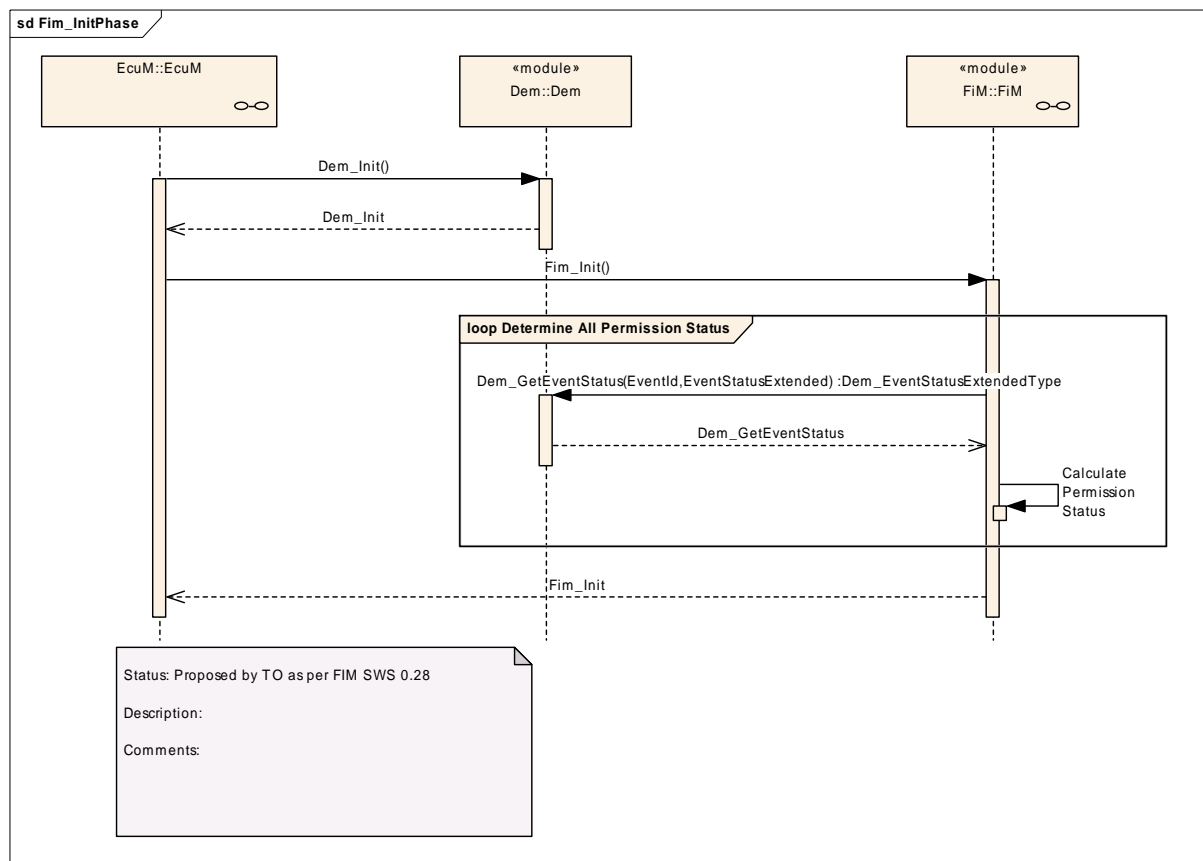 sd Fim_InitPhase
EcuM::EcuM
«module»
Dem::Dem
«module»
FiM::FiM
Dem_Init()
Dem_Init
Fim_Init()
loop Determine All Permission Status
Dem_GetEventStatus(EventId,EventStatusExtended) :Dem_EventStatusExtendedType
Dem_GetEventStatus
Calculate
Permission
Status
Fim_Init
Status: Proposed by TO as per FIM SWS 0.28
Description:
Comments: